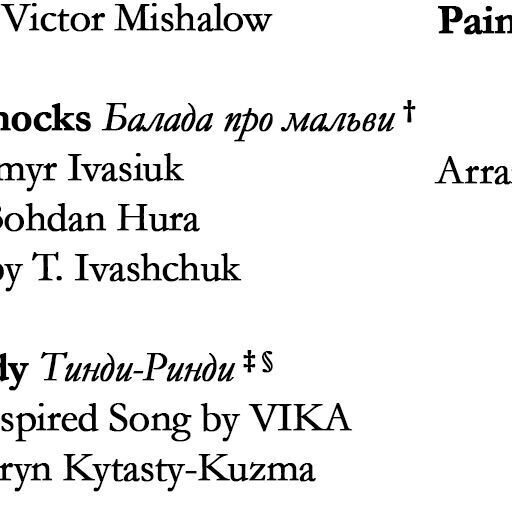 Victor Mishalow
nocks Балада про мальви †
myr Ivasiuk
Bohdan Hura
by T. Ivashchuk
dy Тинди-Ринди ‡ §
spired Song by VIKA
ryn Kytasty-Kuzma
Pain
Arra